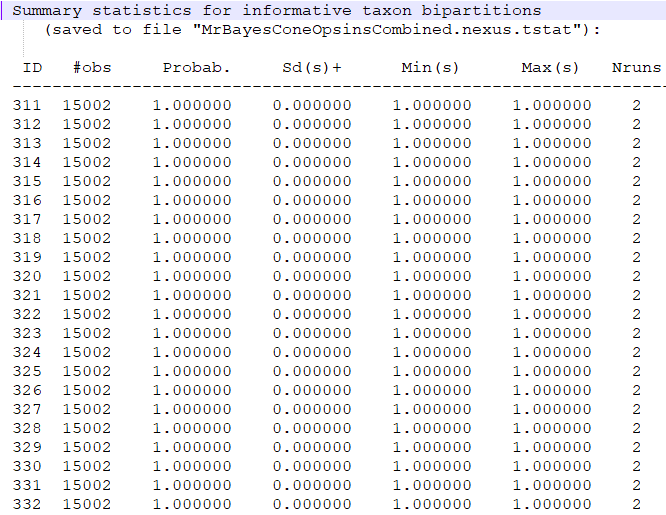 Summary statistics for informative taxon bipartitions
(saved to file "MrBayesConeOpsinsCombined.nexus.tstat"):
ID #obs Probab. Sd(s)+ Min(s) Max(s) Nruns
--------------------------------------------------------------------------------
311 15002 1.000000 0.000000 1.000000 1.000000 2
312 15002 1.000000 0.000000 1.000000 1.000000 2
313 15002 1.000000 0.000000 1.000000 1.000000 2
314 15002 1.000000 0.000000 1.000000 1.000000 2
315 15002 1.000000 0.000000 1.000000 1.000000 2
316 15002 1.000000 0.000000 1.000000 1.000000 2
317 15002 1.000000 0.000000 1.000000 1.000000 2
318 15002 1.000000 0.000000 1.000000 1.000000 2
319 15002 1.000000 0.000000 1.000000 1.000000 2
320 15002 1.000000 0.000000 1.000000 1.000000 2
321 15002 1.000000 0.000000 1.000000 1.000000 2
322 15002 1.000000 0.000000 1.000000 1.000000 2
323 15002 1.000000 0.000000 1.000000 1.000000 2
324 15002 1.000000 0.000000 1.000000 1.000000 2
325 15002 1.000000 0.000000 1.000000 1.000000 2
326 15002 1.000000 0.000000 1.000000 1.000000 2
327 15002 1.000000 0.000000 1.000000 1.000000 2
328 15002 1.000000 0.000000 1.000000 1.000000 2
329 15002 1.000000 0.000000 1.000000 1.000000 2
330 15002 1.000000 0.000000 1.000000 1.000000 2
331 15002 1.000000 0.000000 1.000000 1.000000 2
332 15002 1.000000 0.000000 1.000000 1.000000 2